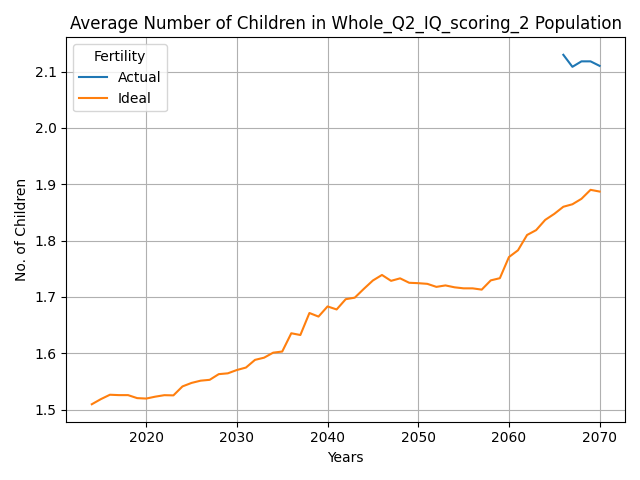 Average Number of Children in Whole_Q2_IQ_scoring_2 Population
Fertility
Actual
Ideal
No. of Children
2.1
2.0
1.9
1.8
1.7
1.6
1.5
2020 2030 2040 2050 2060 2070
Years